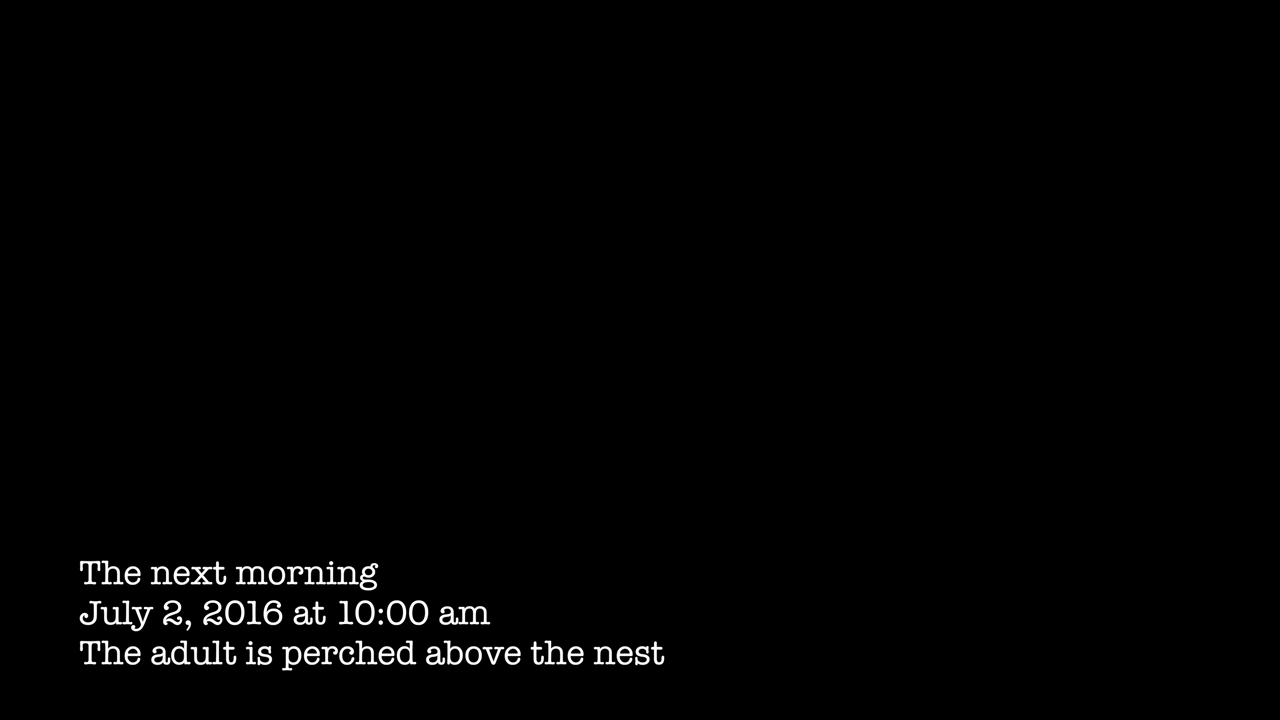 The next morning
July 2, 2016 at 10:00 am
The adult is perched above the nest